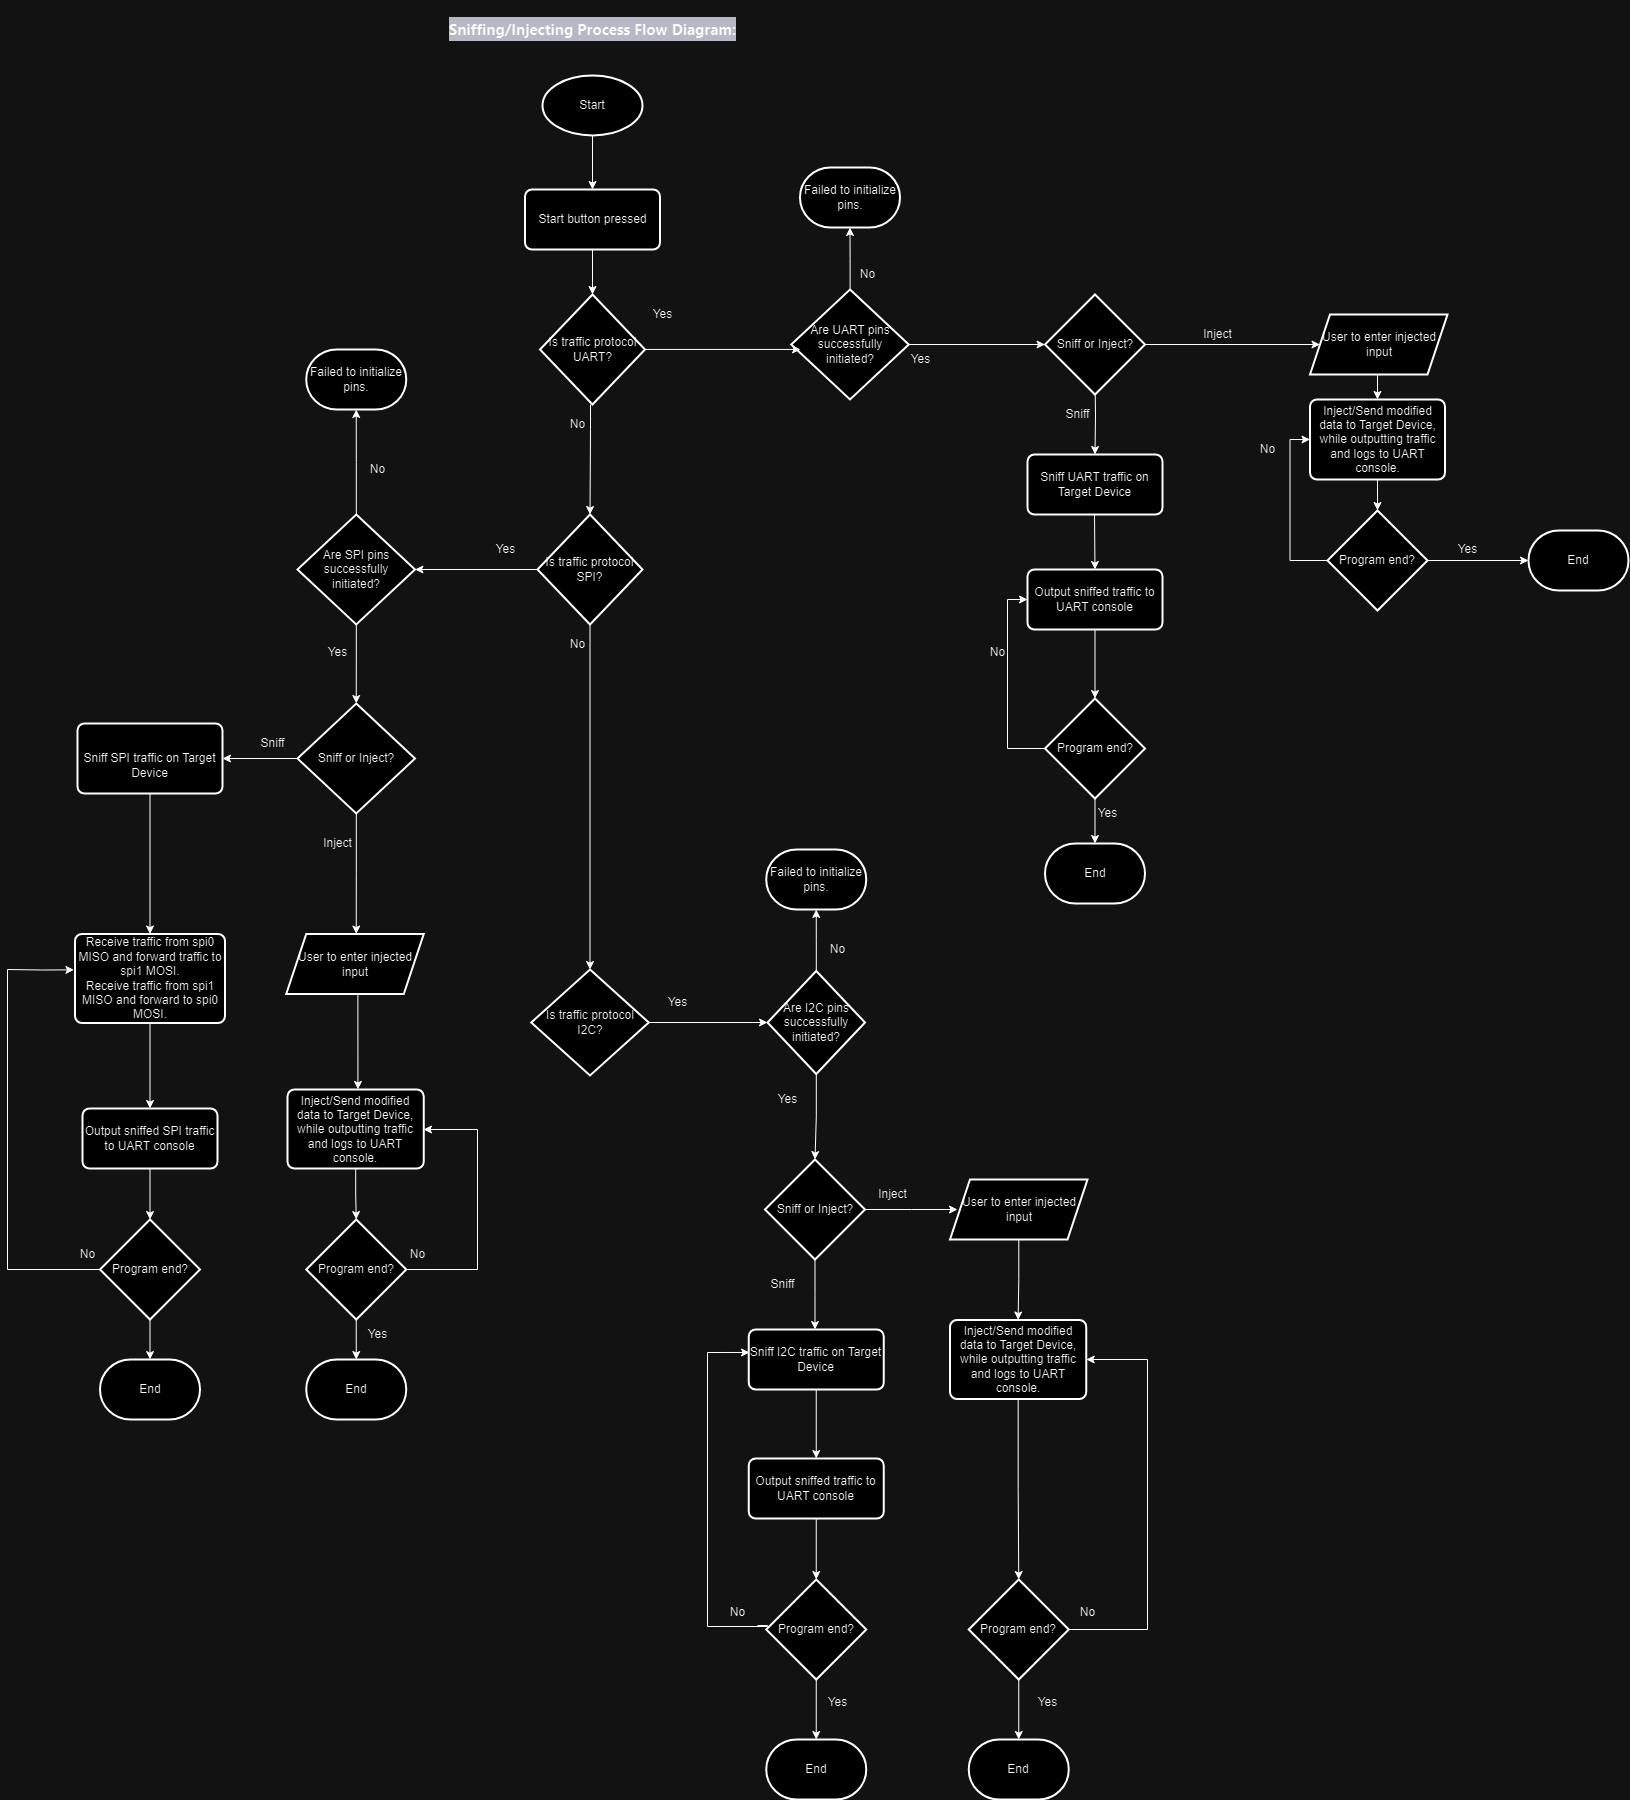 Sniffing/Injecting Process Flow Diagram:
Start
Start button pressed
Is traffic protocol
UART?
Yes
No
Failed to initialize
pins.
No
Are UART pins
successfully
initiated?
Yes
Sniff or Inject?
Inject
User to enter injected
input
Inject/Send modified
data to Target Device,
while outputting traffic
and logs to UART
console.
No
Program end?
Yes
End
Sniff
Sniff UART traffic on
Target Device
Output sniffed traffic to
UART console
No
Program end?
Yes
End
Is traffic protocol
SPI?
Yes
No
Failed to initialize
pins.
No
Are SPI pins
successfully
initiated?
Yes
Sniff or Inject?
Sniff
Sniff SPI traffic on Target
Device
Receive traffic from spi0
MISO and forward traffic to
spi1 MOSI.
Receive traffic from spi1
MISO and forward to spi0
MOSI.
Output sniffed SPI traffic
to UART console
No
Program end?
End
Inject
User to enter injected
input
Inject/Send modified
data to Target Device,
while outputting traffic
and logs to UART
console.
Program end?
No
Yes
End
Is traffic protocol
I2C?
Yes
Failed to initialize
pins.
No
Are I2C pins
successfully
initiated?
Yes
Sniff or Inject?
Inject
User to enter injected
input
Inject/Send modified
data to Target Device,
while outputting traffic
and logs to UART
console.
Program end?
No
Yes
End
Sniff
Sniff I2C traffic on Target
Device
Output sniffed traffic to
UART console
No
Program end?
Yes
End